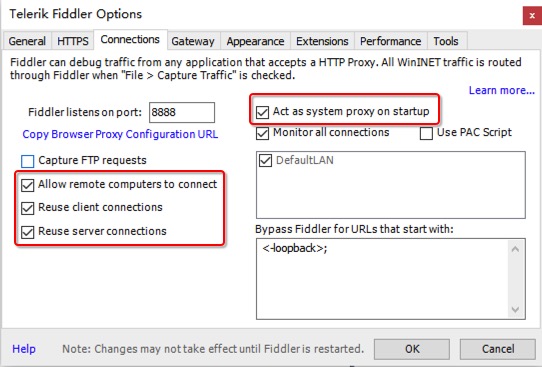 Telerik Fiddler Options
General HTTPS Connections Gateway Appearance Extensions Performance Tools
Fiddler can debug traffic from any application that accepts a HTTP Proxy. All WinINET traffic is routed
through Fiddler when "File > Capture Traffic" is checked.
Learn more...
Fiddler listens on port: 8888
Act as system proxy on startup
Copy Browser Proxy Configuration URL
Monitor all connections Use PAC Script
Capture FTP requests
DefaultLAN
Allow remote computers to connect
Reuse client connections
Reuse server connections
Bypass Fiddler for URLs that start with:
<-loopback>;
Help Note: Changes may not take effect until Fiddler is restarted. OK Cancel